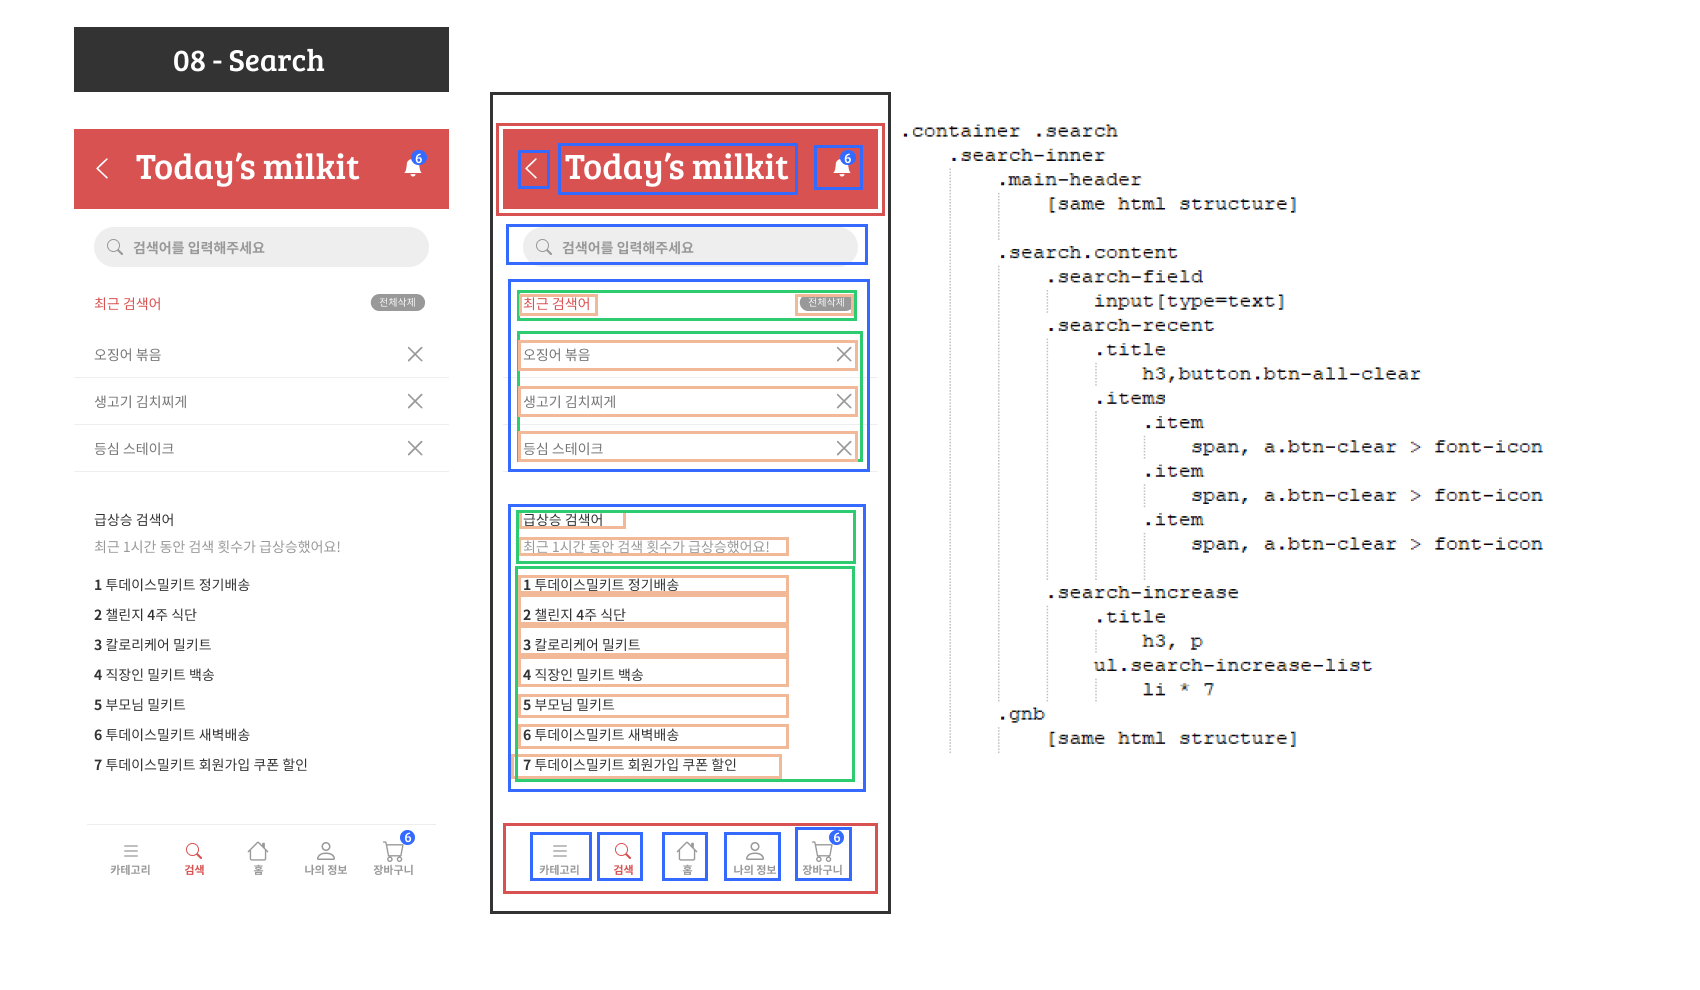 08 - Search
Today's milkit
6
검색어를 입력해주세요
최근 검색어
전체삭제
오징어 볶음
생고기 김치찌게
등심 스테이크
급상승 검색어
최근 1시간 동안 검색 횟수가 급상승했어요!
1 투데이스밀키트 정기배송
2 챌린지 4주 식단
3 칼로리케어 밀키트
4 직장인 밀키트 백송
5 부모님 밀키트
6 투데이스밀키트 새벽배송
7 투데이스밀키트 회원가입 쿠폰 할인
6
카테고리
검색
홈
나의 정보
장바구니
Today's milkit
6
검색어를 입력해주세요
최근 검색어
전체삭제
오징어 볶음
생고기 김치찌게
등심 스테이크
급상승 검색어
최근 1시간 동안 검색 횟수가 급상승했어요!
1 투데이스밀키트 정기배송
2 챌린지 4주 식단
3 칼로리케어 밀키트
4 직장인 밀키트 백송
5 부모님 밀키트
6 투데이스밀키트 새벽배송
7 투데이스밀키트 회원가입 쿠폰 할인
6
카테고리
검색
홈
나의 정보
장바구니
.container .search
.search-inner
.main-header
[same html structure]
.search.content
.search-field
input[type=text]
.search-recent
.title
h3,button.btn-all-clear
.items
.item
span, a.btn-clear > font-icon
.item
span, a.btn-clear > font-icon
.item
span, a.btn-clear > font-icon
.search-increase
.title
h3, p
ul.search-increase-list
li * 7
.gnb
[same html structure]